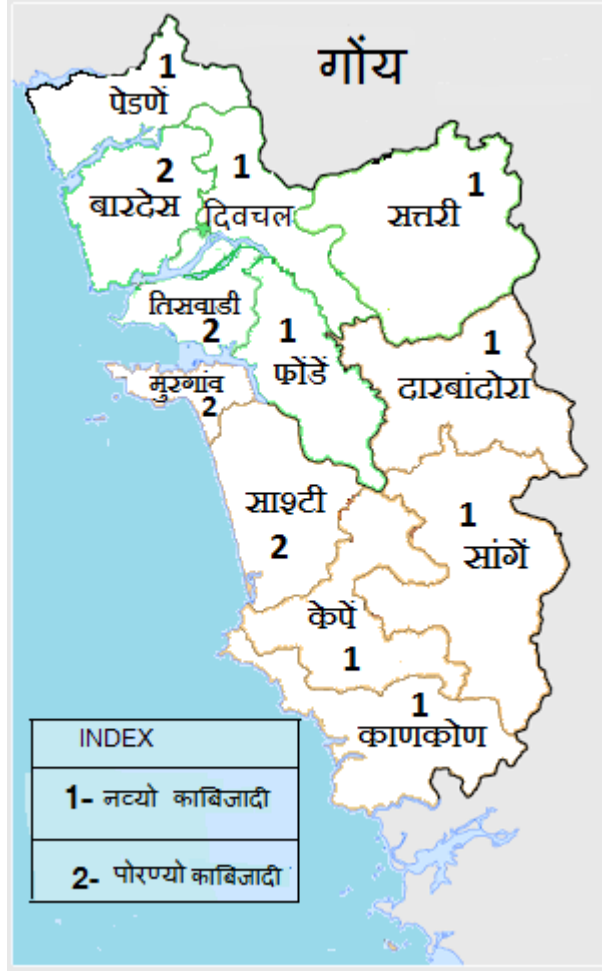 गोंय
1
पेडणें
2
बारदेस
1
दिवचल
1
सत्तरी
तिसवाडी
2
1
फोंडें
1
दारबांदोरा
मुरगांव
2
साश्टी
2
1
सांगें
केपें
1
1
काणकोण
INDEX
1- नव्यो काबिजादी
2- पोरण्यो काबिजादी